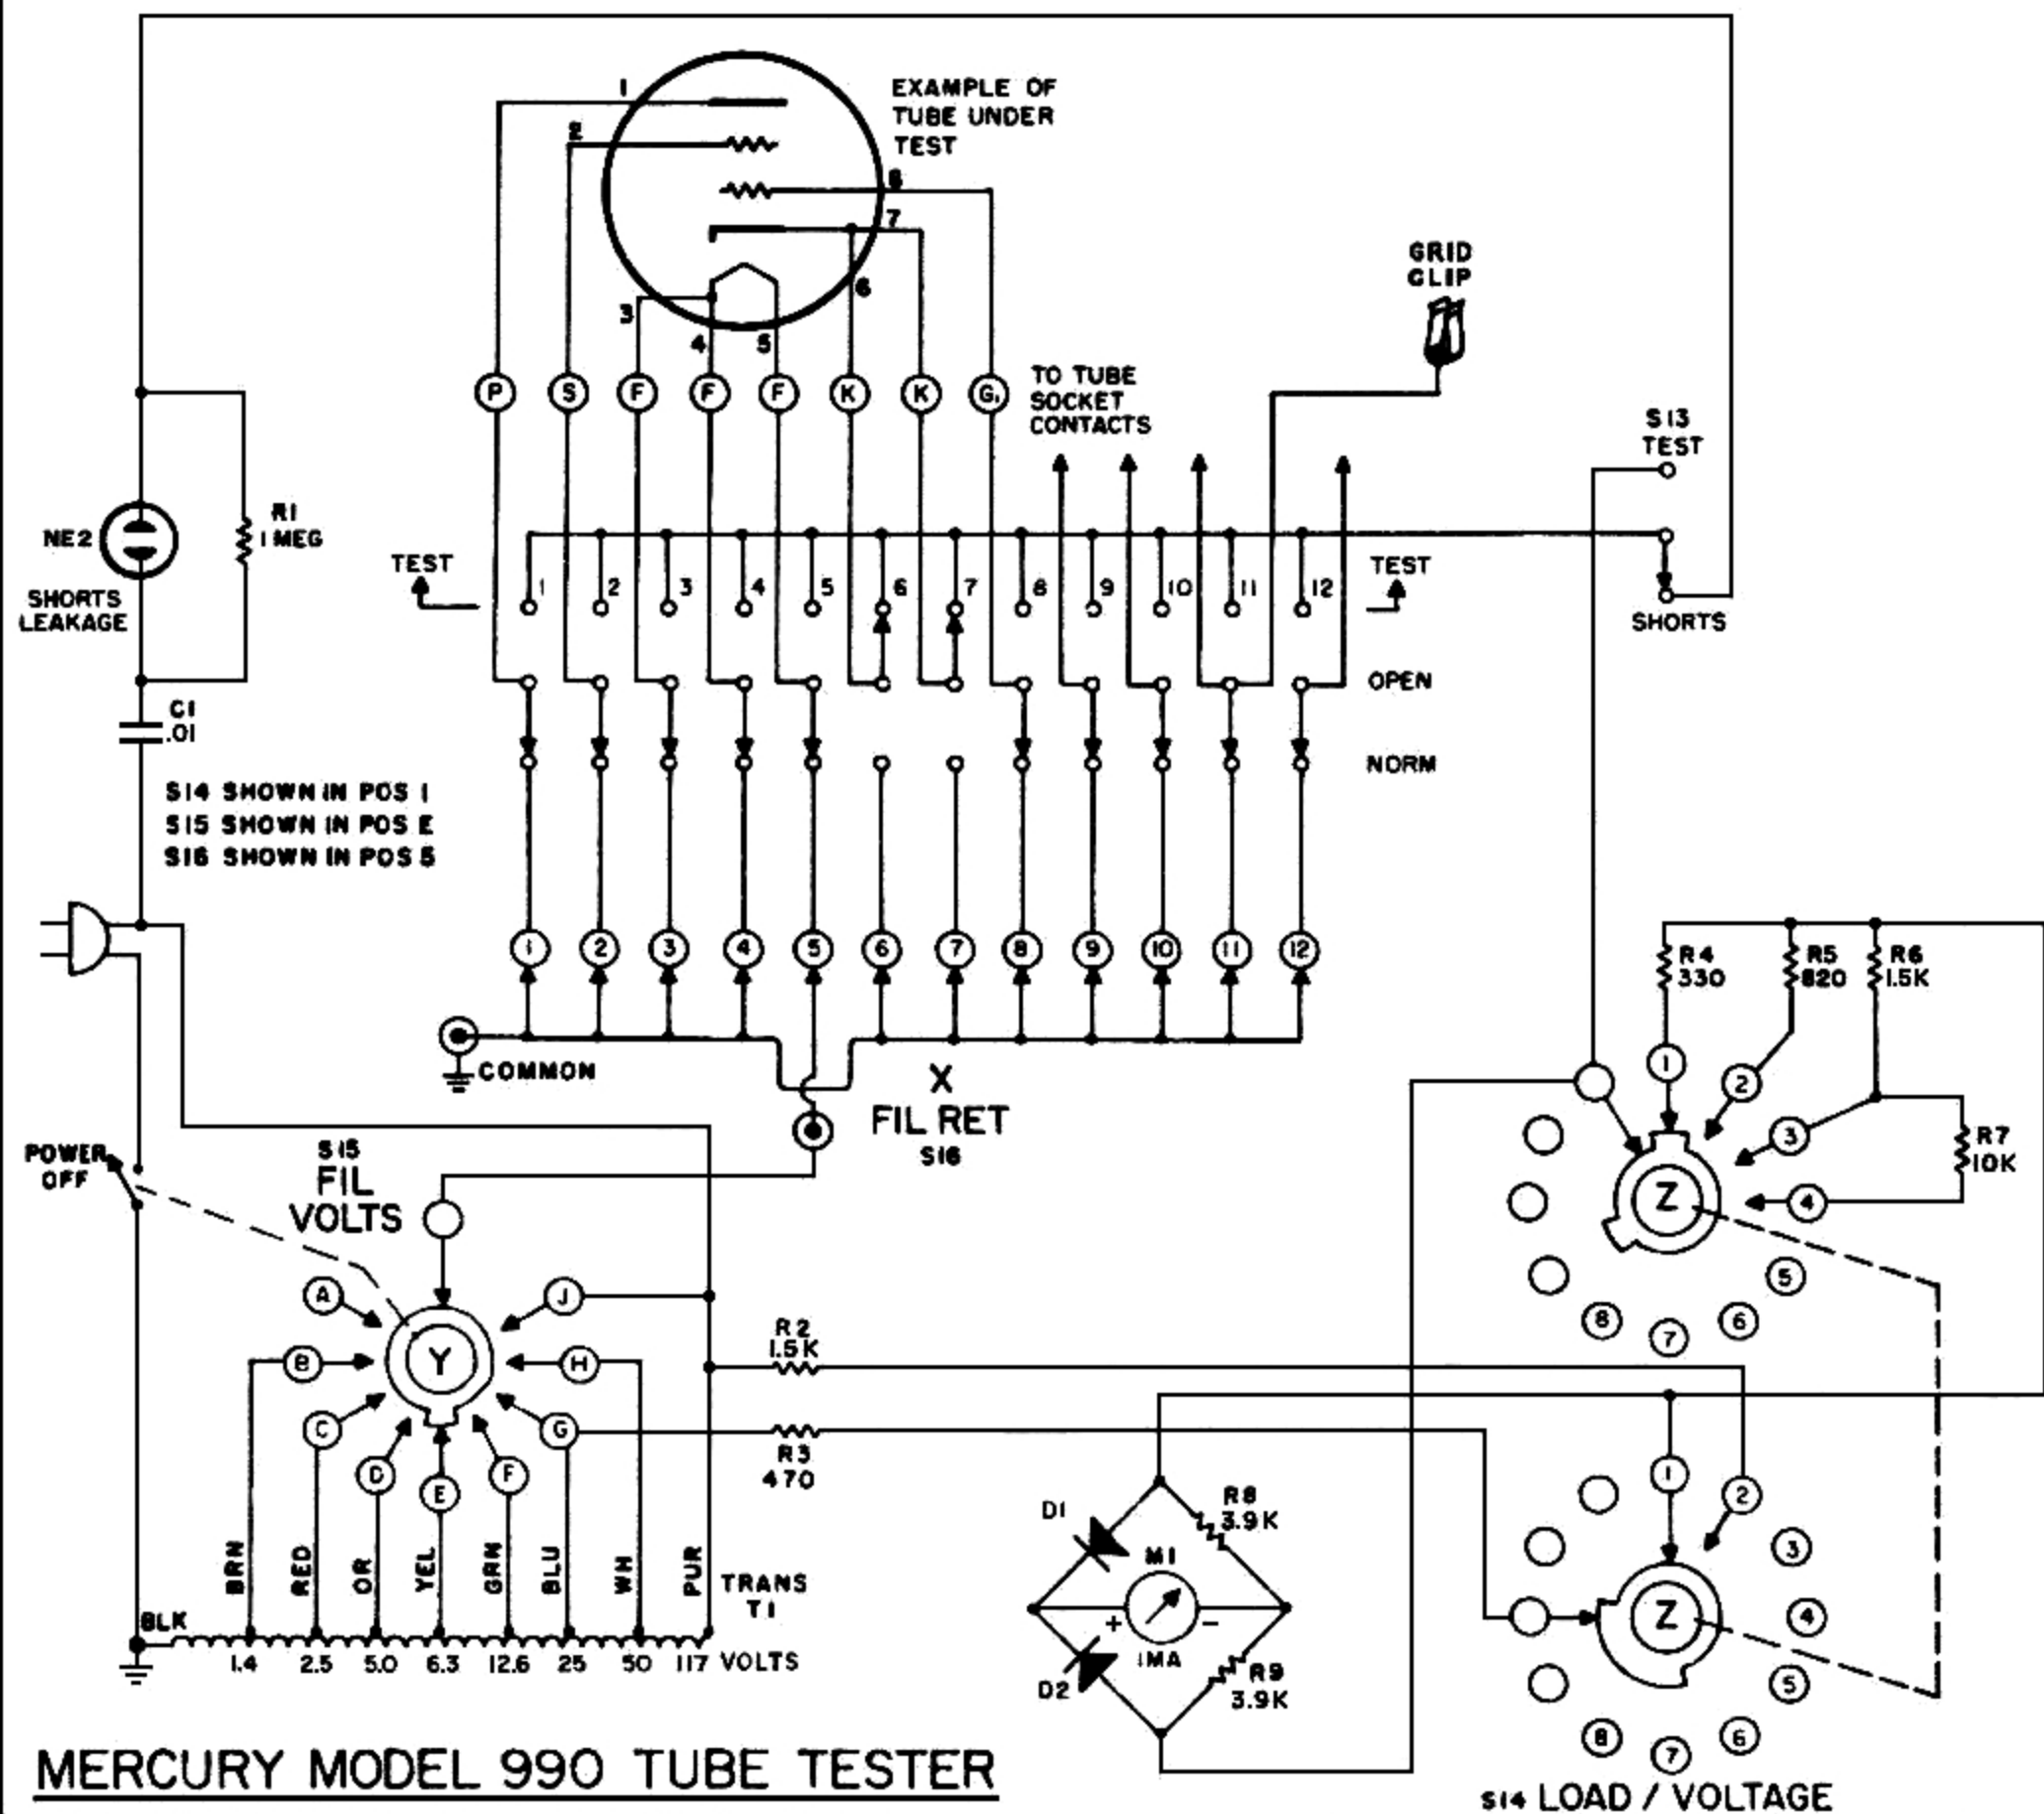 1
2
8
7
6
3
4
5
EXAMPLE OF
TUBE UNDER
TEST
GRID
CLIP
P
S
F
F
F
K
K
G1
TO TUBE
SOCKET
CONTACTS
S13
TEST
NE2
R1
1 MEG
SHORTS
LEAKAGE
TEST
1
2
3
4
5
6
7
8
9
10
11
12
TEST
SHORTS
OPEN
C1
.01
NORM
S14 SHOWN IN POS 1
S15 SHOWN IN POS E
S16 SHOWN IN POS 5
1
2
3
4
5
6
7
8
9
10
11
12
R4
330
R5
820
R6
1.5K
COMMON
X
FIL RET
S16
1
2
3
4
5
6
7
8
Z
R7
10K
POWER
OFF
S15
FIL
VOLTS
A
B
C
D
E
F
G
H
J
Y
R2
1.5K
R3
470
D1
R8
3.9K
M1
+
-
1MA
D2
R9
3.9K
1
2
3
4
5
6
7
8
Z
BLK
BRN
RED
OR
YEL
GRN
BLU
WH
PUR
TRANS
T1
1.4
2.5
5.0
6.3
12.6
25
50
117 VOLTS
MERCURY MODEL 990 TUBE TESTER
S14 LOAD / VOLTAGE